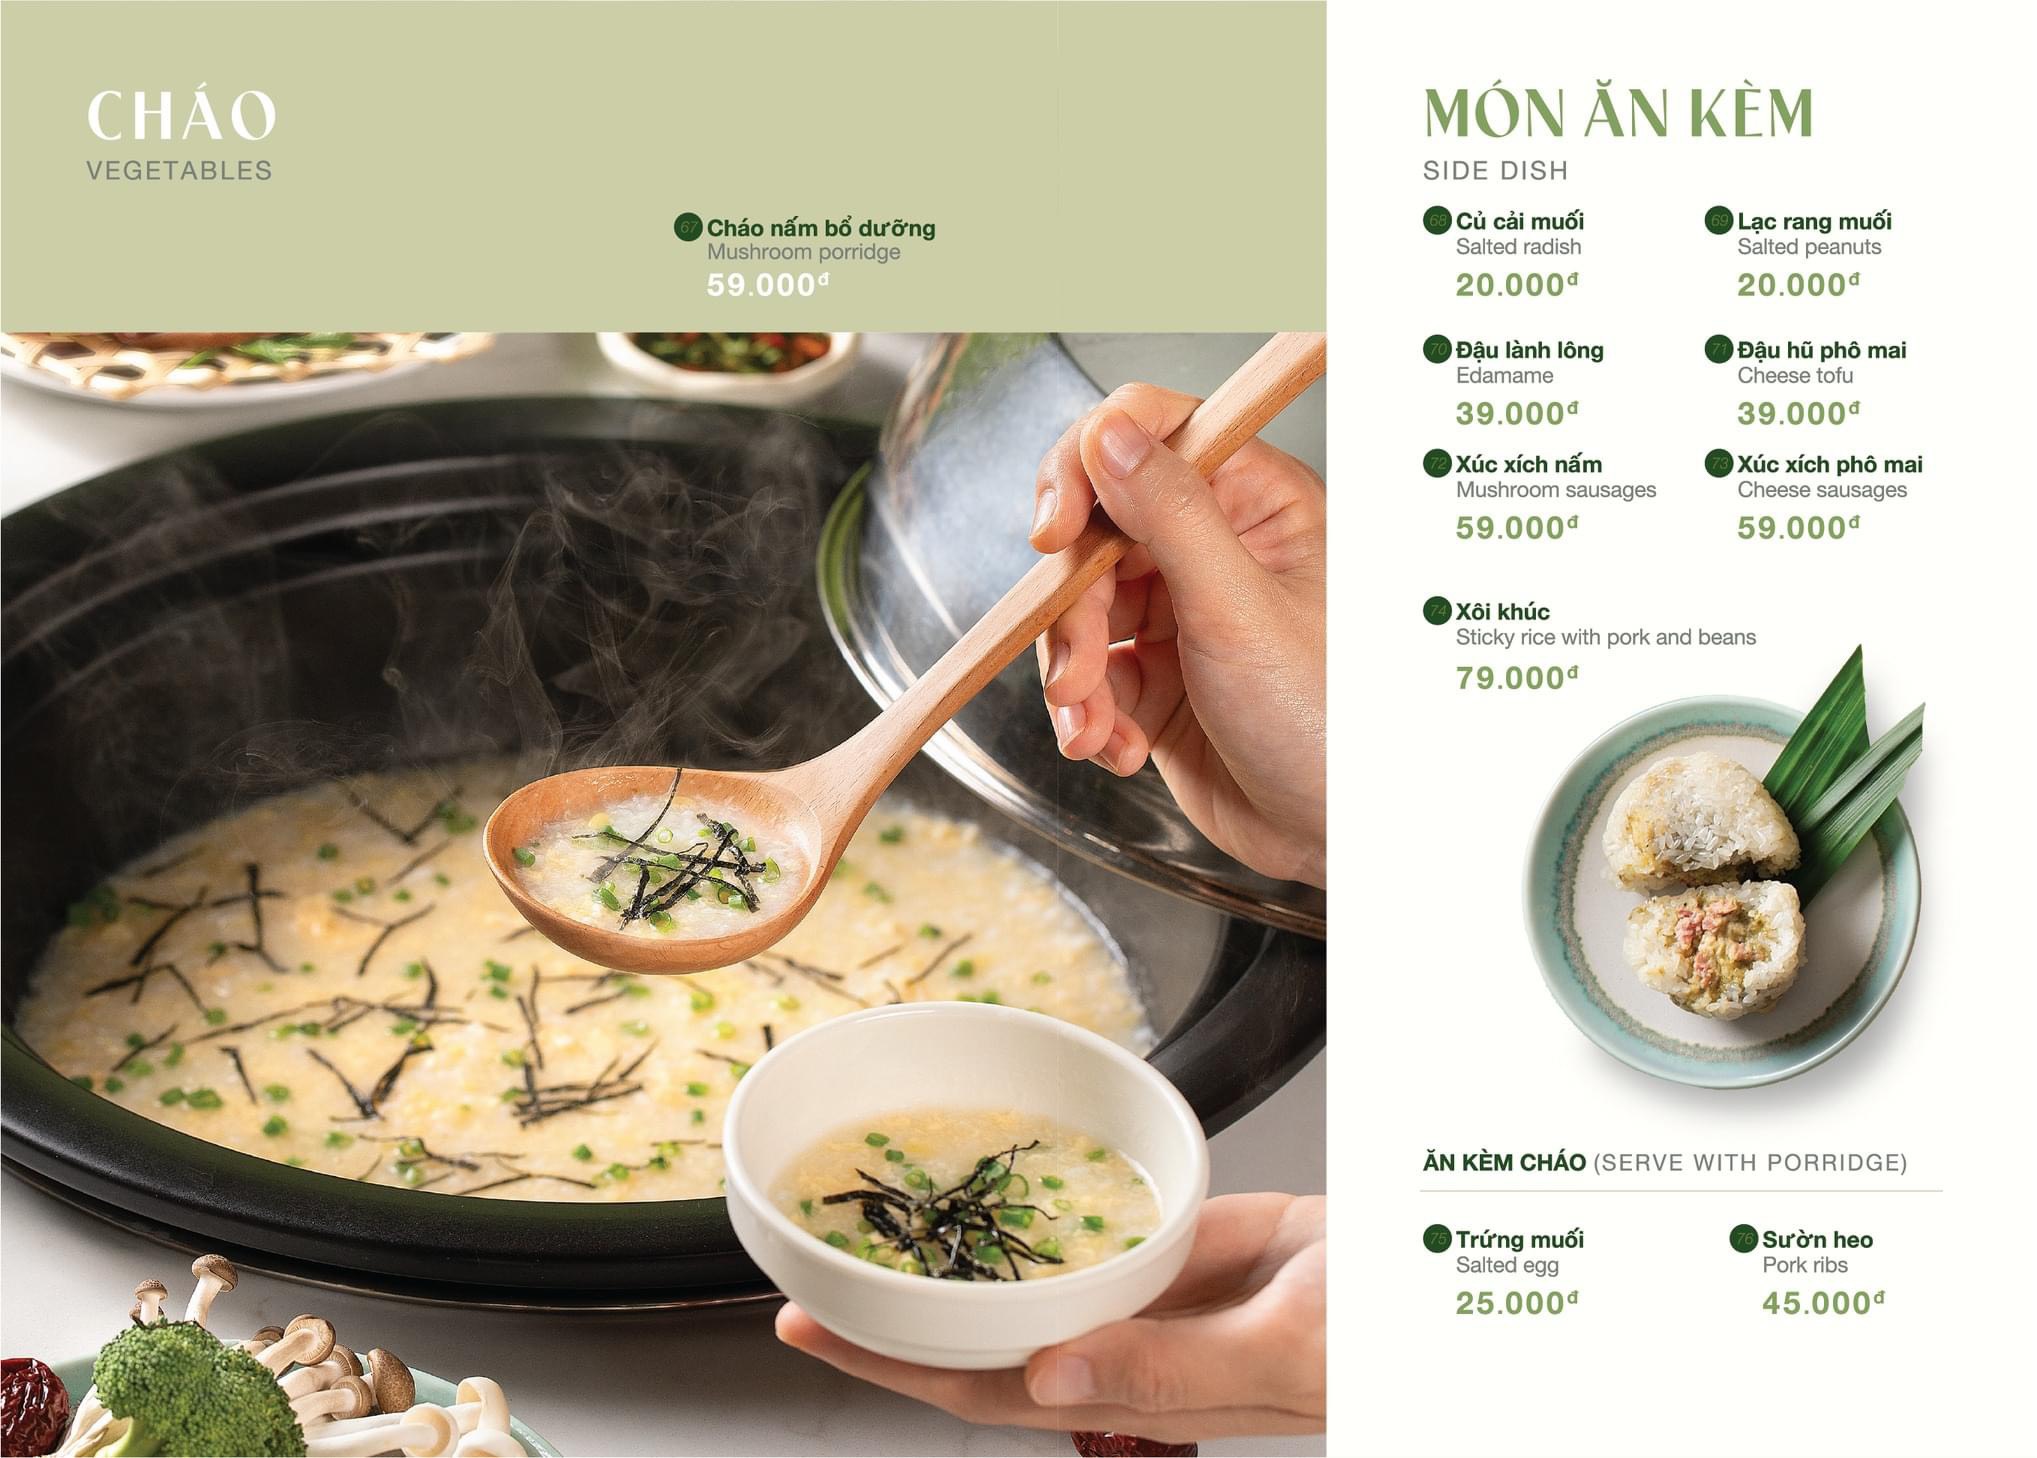 CHÁO
VEGETABLES
67 Cháo nấm bổ dưỡng
Mushroom porridge
59.000đ
MÓN ĂN KÈM
SIDE DISH
68 Củ cải muối
Salted radish
20.000đ
69 Lạc rang muối
Salted peanuts
20.000đ
70 Đậu lành lông
Edamame
39.000đ
71 Đậu hũ phô mai
Cheese tofu
39.000đ
72 Xúc xích nấm
Mushroom sausages
59.000đ
73 Xúc xích phô mai
Cheese sausages
59.000đ
74 Xôi khúc
Sticky rice with pork and beans
79.000đ
ĂN KÈM CHÁO (SERVE WITH PORRIDGE)
75 Trứng muối
Salted egg
25.000đ
76 Sườn heo
Pork ribs
45.000đ